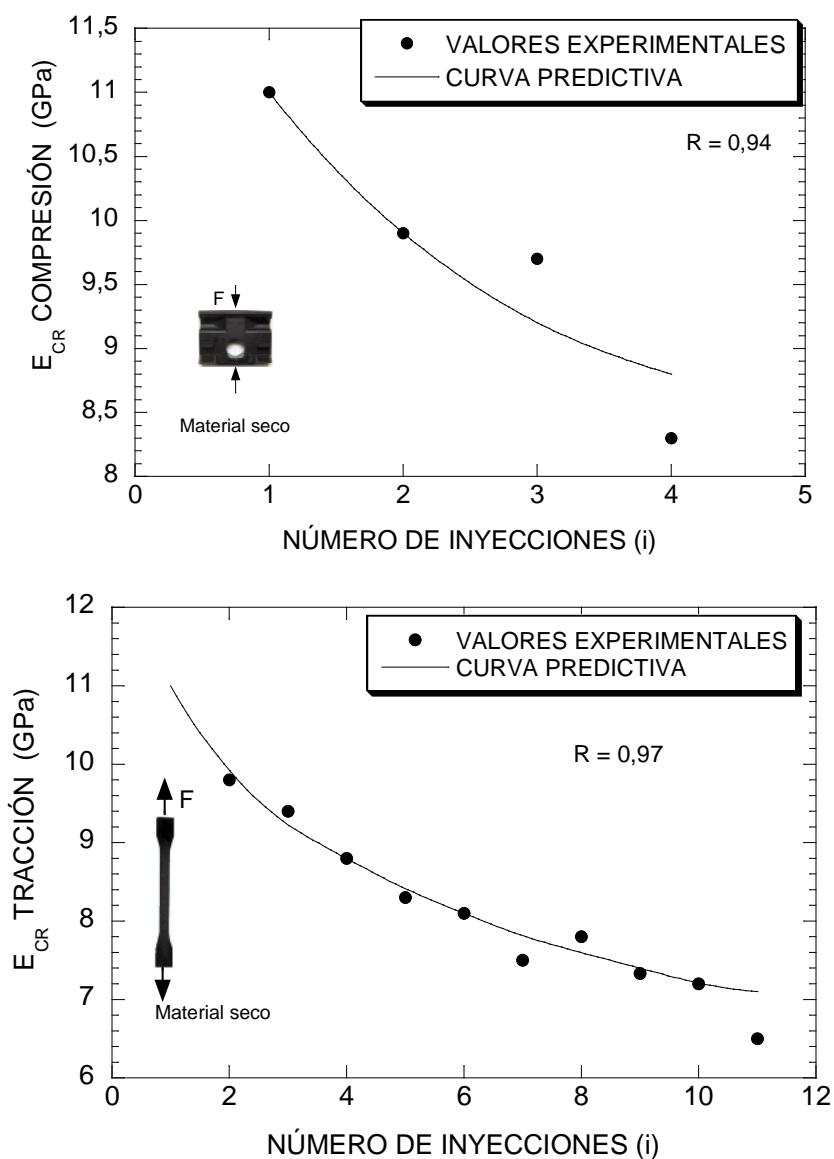 11,5
11
10,5
10
9,5
9
8,5
8
E_CR COMPRESIÓN (GPa)
VALORES EXPERIMENTALES
CURVA PREDICTIVA
R = 0,94
F
Material seco
0 1 2 3 4 5
NÚMERO DE INYECCIONES (i)
12
11
10
9
8
7
6
E_CR TRACCIÓN (GPa)
VALORES EXPERIMENTALES
CURVA PREDICTIVA
R = 0,97
F
Material seco
0 2 4 6 8 10 12
NÚMERO DE INYECCIONES (i)